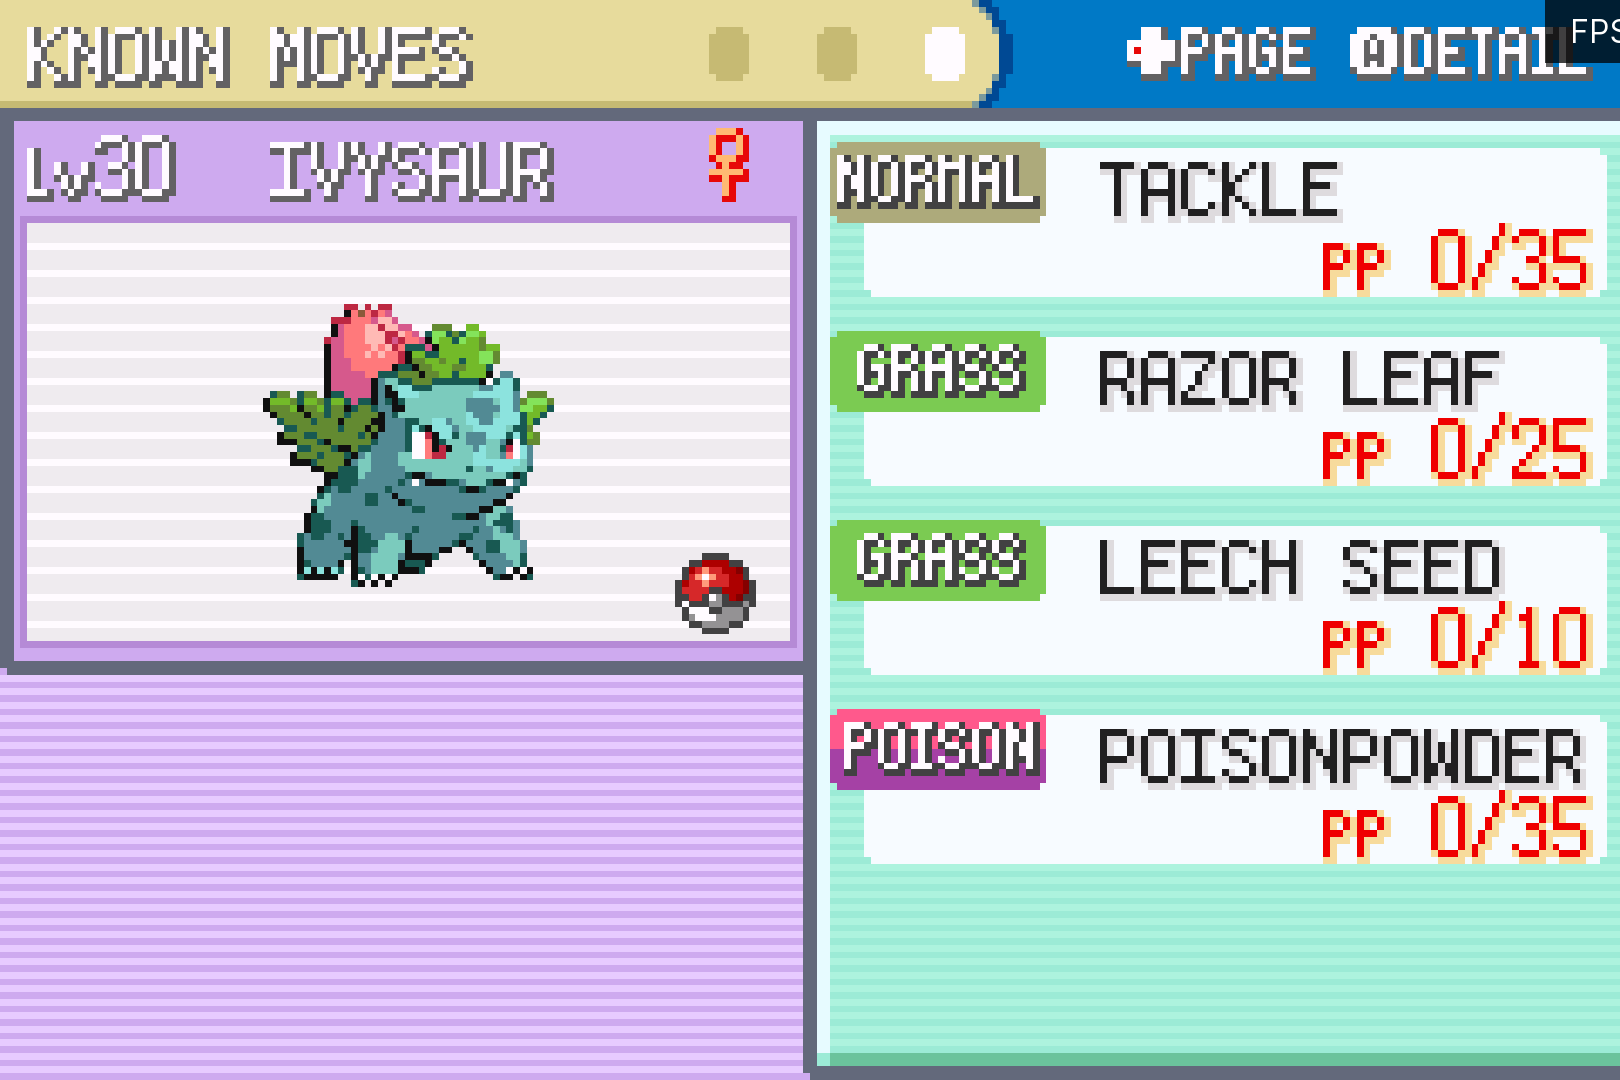 KNOWN MOVES
PAGE A DETAIL
FPS
Lv30 IVYSAUR ♀
NORMAL TACKLE
PP 0/35
GRASS RAZOR LEAF
PP 0/25
GRASS LEECH SEED
PP 0/10
POISON POISONPOWDER
PP 0/35